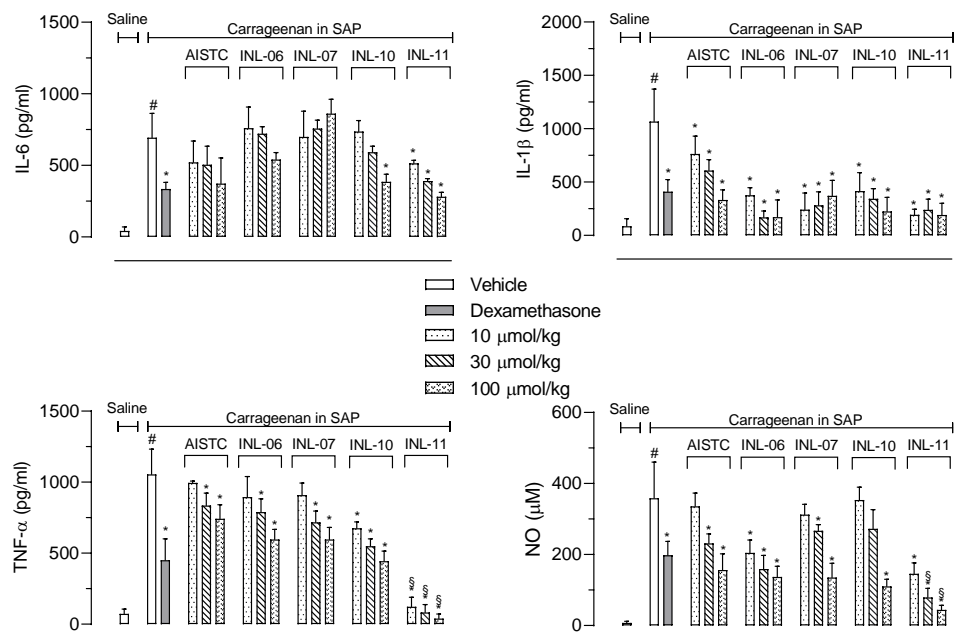 1500
1000
500
0
IL-6 (pg/ml)
Saline
Carrageenan in SAP
AISTC INL-06 INL-07 INL-10 INL-11
# * * * * *
2000
1500
1000
500
0
IL-1β (pg/ml)
Saline
Carrageenan in SAP
AISTC INL-06 INL-07 INL-10 INL-11
# * * * * * * * * * * * * * * * *
Vehicle
Dexamethasone
10 μmol/kg
30 μmol/kg
100 μmol/kg
1500
1000
500
0
TNF-α (pg/ml)
Saline
Carrageenan in SAP
AISTC INL-06 INL-07 INL-10 INL-11
# * * * * * * * * * * §* §* §*
600
400
200
0
NO (μM)
Saline
Carrageenan in SAP
AISTC INL-06 INL-07 INL-10 INL-11
# * * * * * * * * * * §* §*